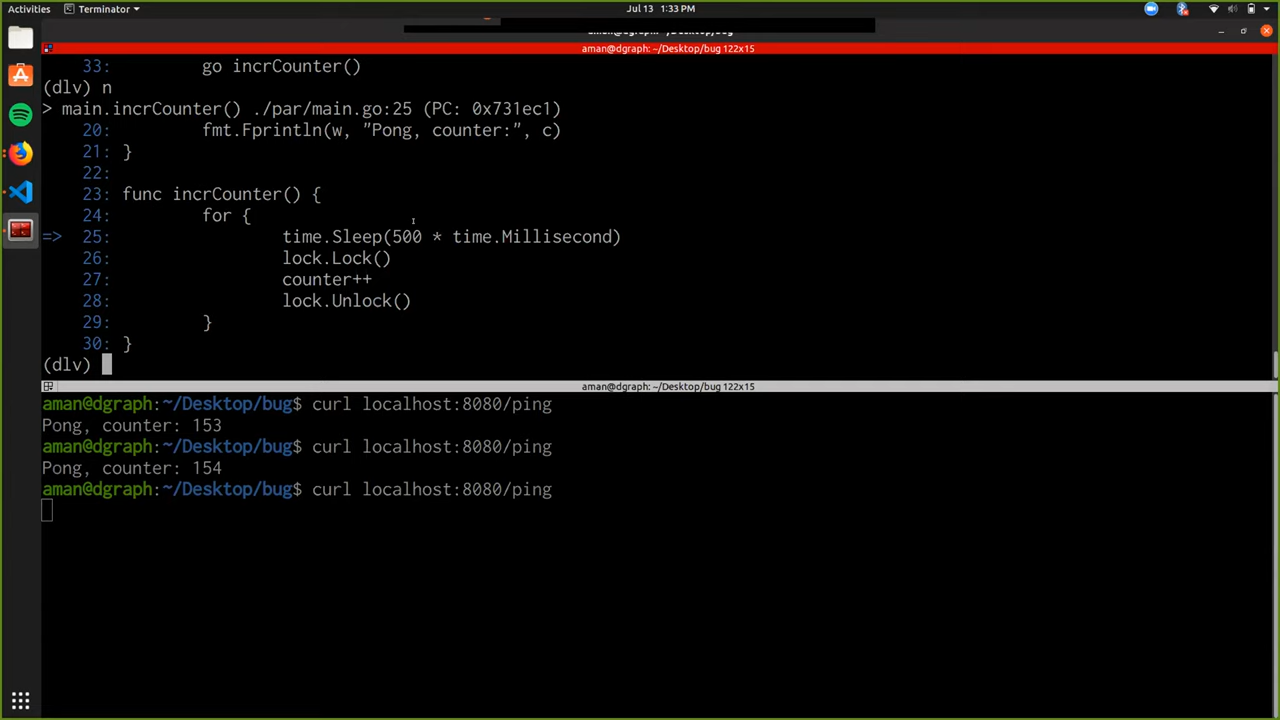 Activities Terminator Jul 13 1:33 PM
aman@dgraph: ~/Desktop/bug 122x15
33: go incrCounter()
(dlv) n
> main.incrCounter() ./par/main.go:25 (PC: 0x731ec1)
20: fmt.Fprintln(w, "Pong, counter:", c)
21: }
22:
23: func incrCounter() {
24: for {
=> 25: time.Sleep(500 * time.Millisecond)
26: lock.Lock()
27: counter++
28: lock.Unlock()
29: }
30: }
(dlv)
aman@dgraph: ~/Desktop/bug 122x15
aman@dgraph:~/Desktop/bug$ curl localhost:8080/ping
Pong, counter: 153
aman@dgraph:~/Desktop/bug$ curl localhost:8080/ping
Pong, counter: 154
aman@dgraph:~/Desktop/bug$ curl localhost:8080/ping